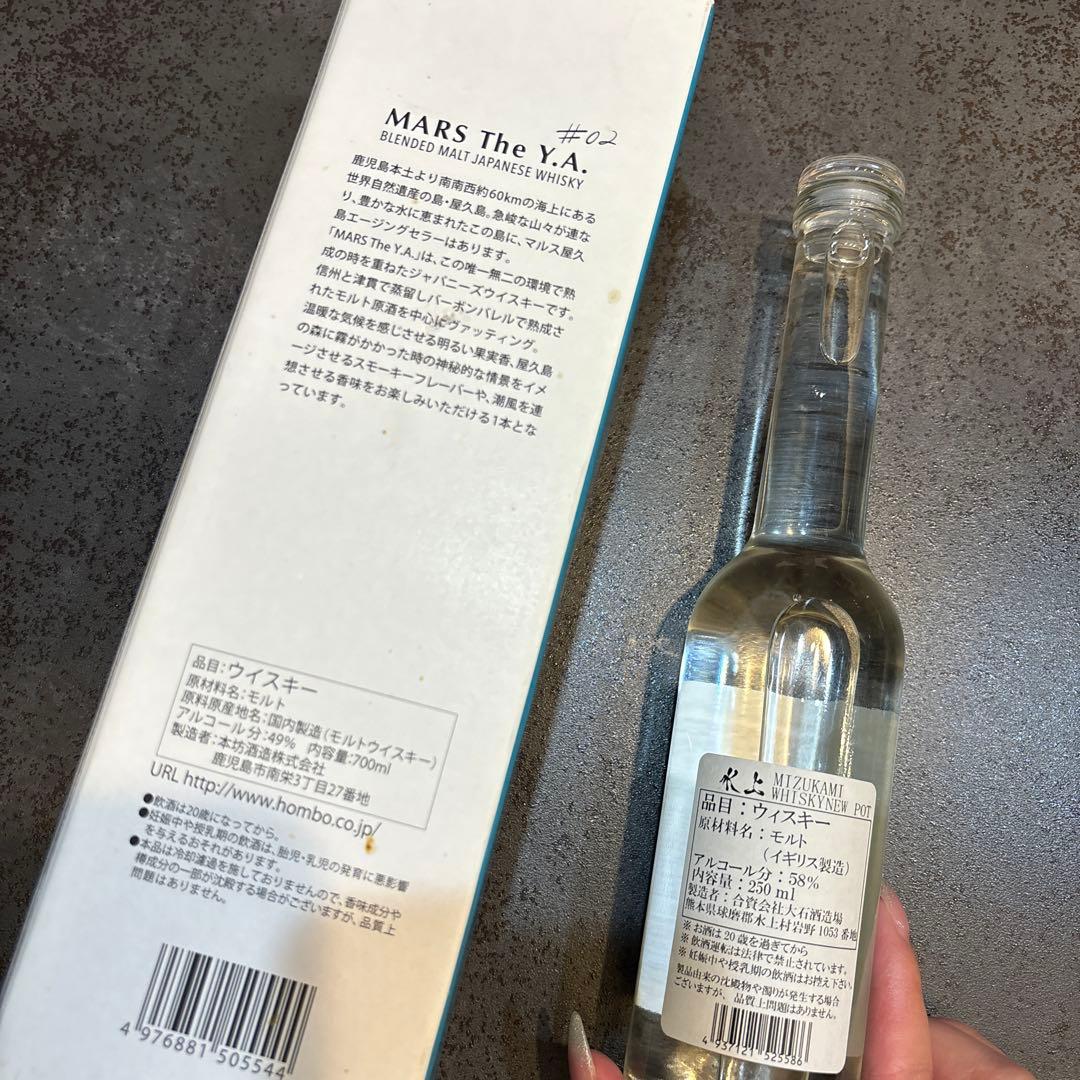 MARS The Y.A. #02
BLENDED MALT JAPANESE WHISKY
鹿児島本土より南南西約60kmの海上にある
世界自然遺産の島・屋久島。急峻な山々が連な
り、豊かな水に恵まれたこの島に、マルス屋久
島エージングセラーはあります。
「MARS The Y.A.」は、この唯一無二の環境で熟
成の時を重ねたジャパニーズウイスキーです。
信州と津貫で蒸留しバーボンバレルで熟成さ
れたモルト原酒を中心にヴァッティング。
温暖な気候を感じさせる明るい果実香、屋久島
の森に霧がかかった時の神秘的な情景をイメ
ージさせるスモーキーフレーバーや、潮風を連
想させる香味をお楽しみいただける1本とな
っています。
品目：ウイスキー
原材料名：モルト
原料原産地名：国内製造（モルトウイスキー）
アルコール分：49% 内容量：700ml
製造者：本坊酒造株式会社
鹿児島市南栄3丁目27番地
URL http://www.hombo.co.jp/
●飲酒は20歳になってから。
●妊娠中や授乳期の飲酒は、胎児・乳児の発育に悪影響
を与えるおそれがあります。
●本品は冷却濾過を施しておりませんので、香味成分や
樽成分の一部が沈殿する場合がございますが、品質上
問題はありません。
4 976881 505544
水上 MIZUKAMI
WHISKYNEW POT
品目：ウィスキー
原材料名：モルト
（イギリス製造）
アルコール分：58%
内容量：250 ml
製造者：合資会社大石酒造場
熊本県球磨郡水上村岩野 1053 番地
※お酒は 20 歳を過ぎてから
※飲酒運転は法律で禁止されています。
※妊娠中や授乳期の飲酒はお控え下さい。
製品由来の沈殿物や濁りが発生する場合
ございますが、品質上問題はありません。
4 937121 525586